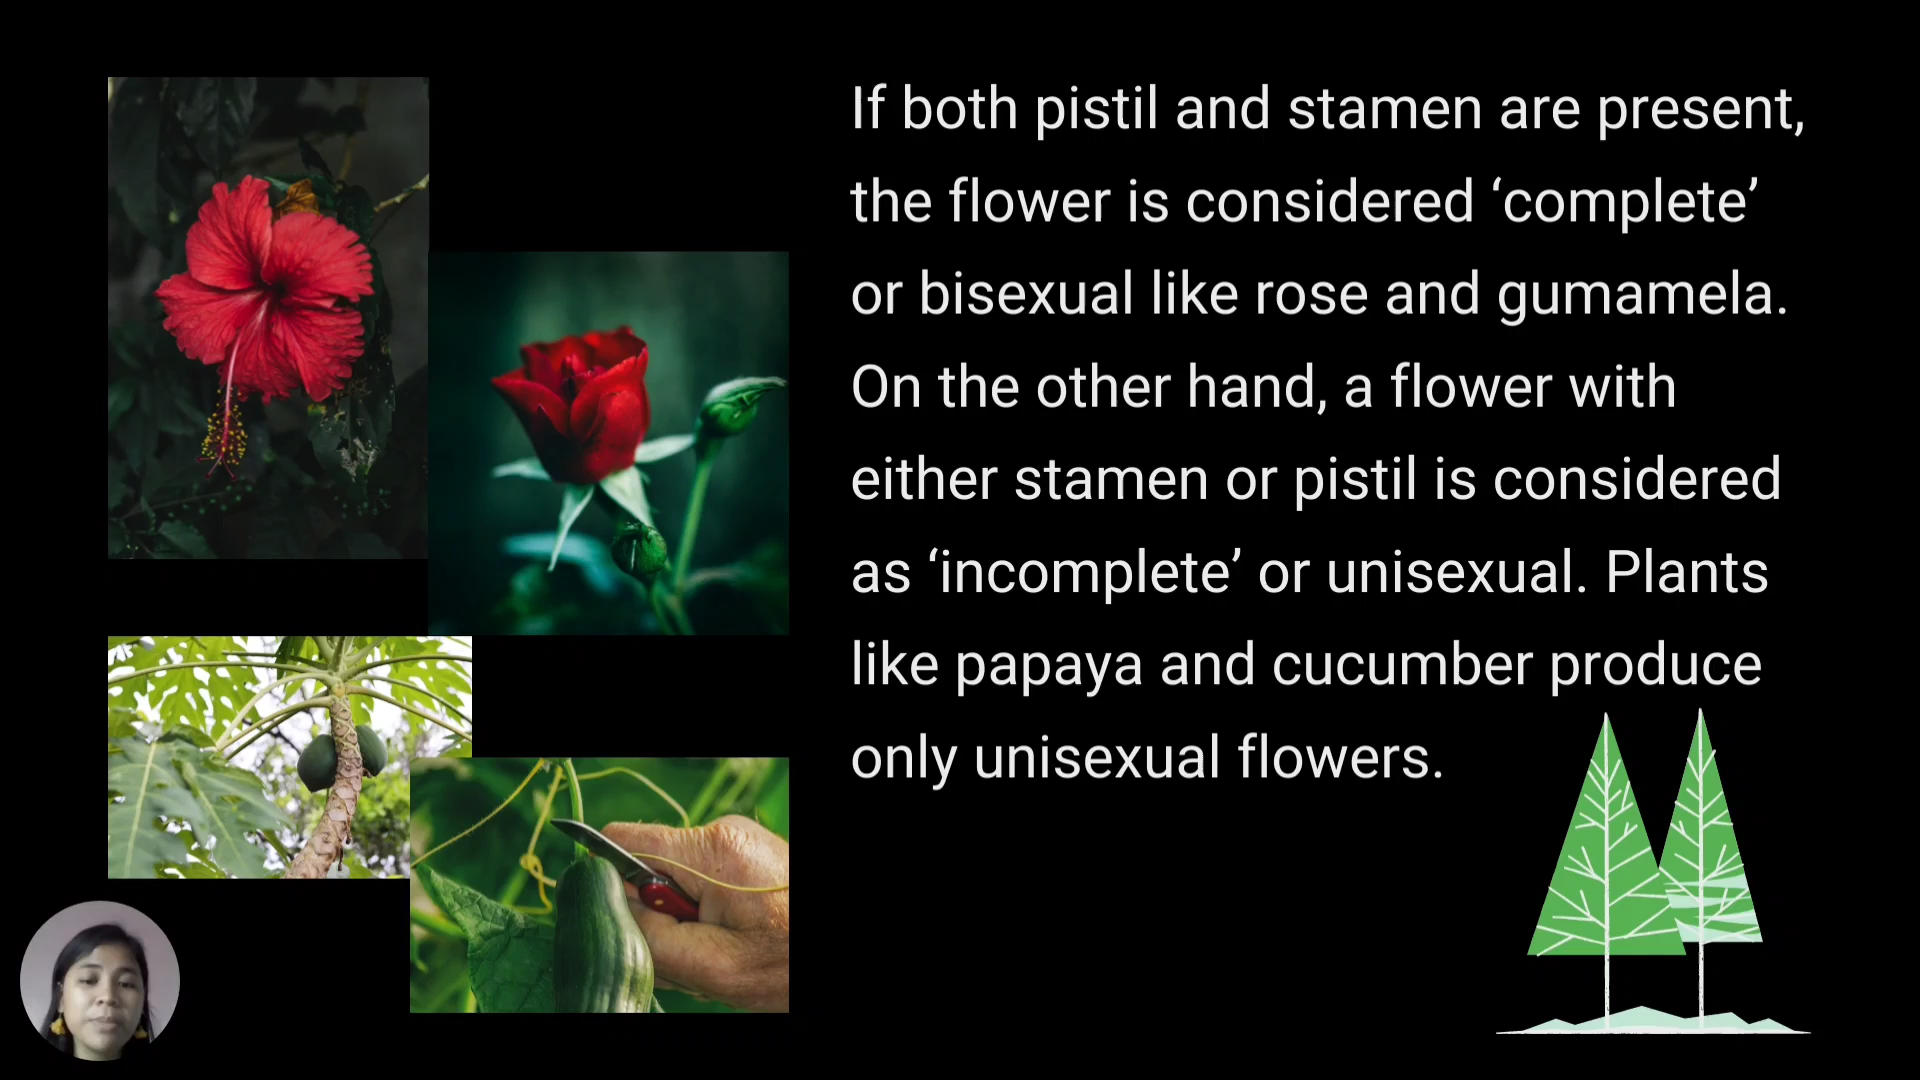 If both pistil and stamen are present,
the flower is considered ‘complete’
or bisexual like rose and gumamela.
On the other hand, a flower with
either stamen or pistil is considered
as ‘incomplete’ or unisexual. Plants
like papaya and cucumber produce
only unisexual flowers.